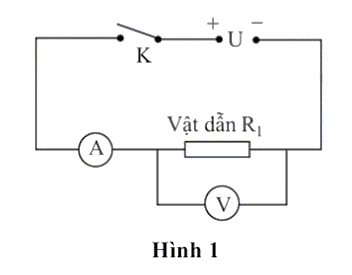 + U −
K
Vật dẫn R₁
A
V
Hình 1